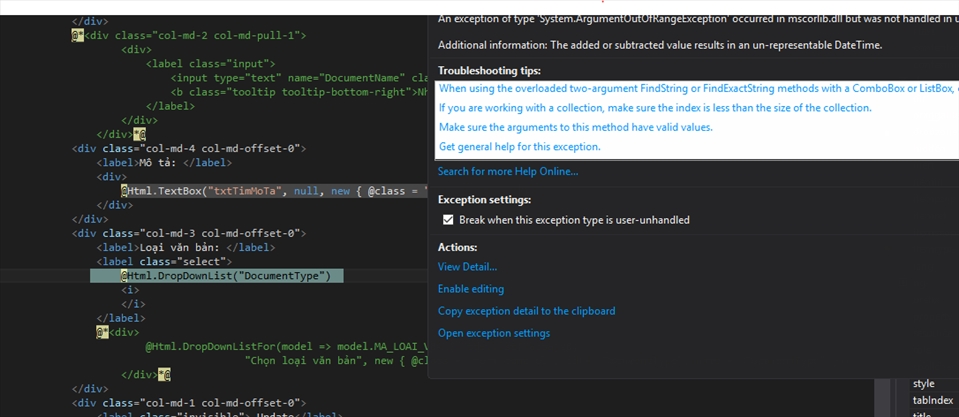 </div>
@*<div class="col-md-2 col-md-pull-1">
<div>
<label class="input">
<input type="text" name="DocumentName"
<b class="tooltip tooltip-bottom-right">
</label>
</div>
</div>*@
<div class="col-md-4 col-md-offset-0">
<label>Mô tả: </label>
<div>
@Html.TextBox("txtTimMoTa", null, new { @class = "
</div>
</div>
<div class="col-md-3 col-md-offset-0">
<label>Loại văn bản: </label>
<label class="select">
@Html.DropDownList("DocumentType")
<i>
</i>
</label>
@*<div>
@Html.DropDownListFor(model => model.MA_LOAI_V
"Chọn loại văn bản", new {
</div>*@
</div>
<div class="col-md-1 col-md-offset-0">
<label class="invisible"> Update</label>
An exception of type 'System.ArgumentOutOfRangeException' occurred in mscorlib.dll but was not handled in
Additional information: The added or subtracted value results in an un-representable DateTime.
Troubleshooting tips:
When using the overloaded two-argument FindString or FindExactString methods with a ComboBox or ListBox,
If you are working with a collection, make sure the index is less than the size of the collection.
Make sure the arguments to this method have valid values.
Get general help for this exception.
Search for more Help Online...
Exception settings:
Break when this exception type is user-unhandled
Actions:
View Detail...
Enable editing
Copy exception detail to the clipboard
Open exception settings
style
tabIndex
title